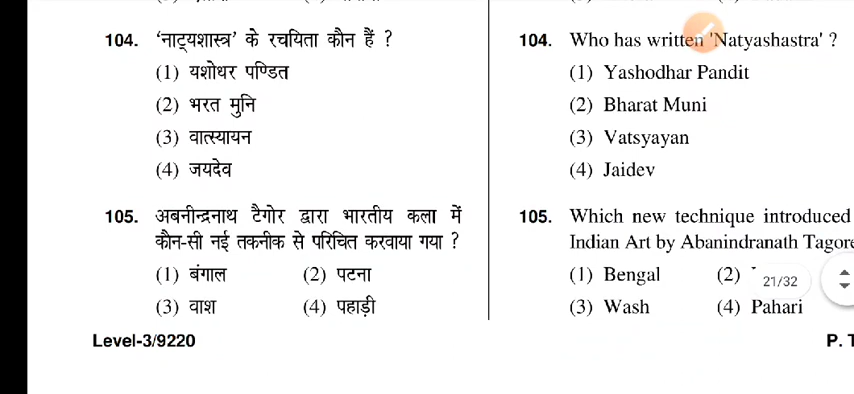 104. ‘नाट्यशास्त्र’ के रचयिता कौन हैं ?
(1) यशोधर पण्डित
(2) भरत मुनि
(3) वात्स्यायन
(4) जयदेव
105. अबनीन्द्रनाथ टैगोर द्वारा भारतीय कला में
कौन-सी नई तकनीक से परिचित करवाया गया ?
(1) बंगाल (2) पटना
(3) वाश (4) पहाड़ी
Level-3/9220
104. Who has written 'Natyashastra' ?
(1) Yashodhar Pandit
(2) Bharat Muni
(3) Vatsyayan
(4) Jaidev
105. Which new technique introduced
Indian Art by Abanindranath Tagore
(1) Bengal (2)
21/32
(3) Wash (4) Pahari
P.